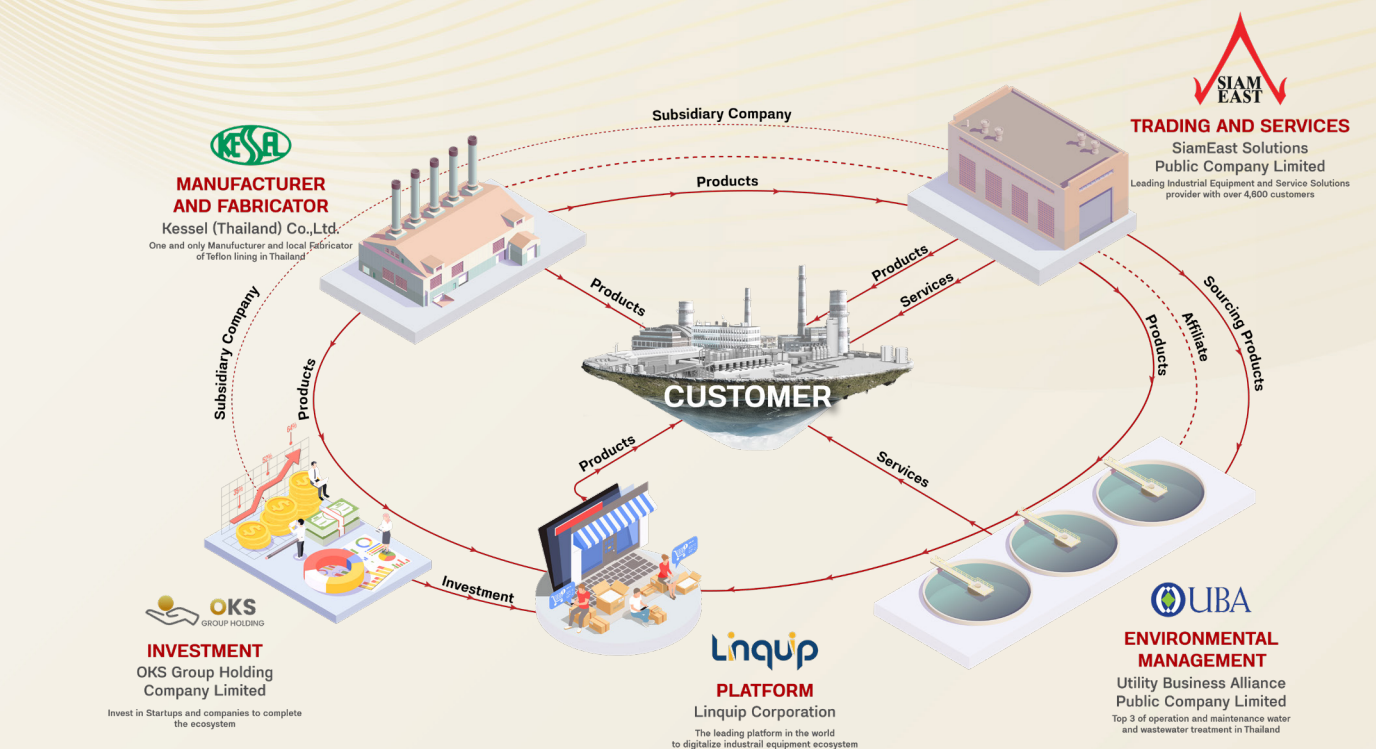 Subsidiary Company
Products
KESSEL
MANUFACTURER
AND FABRICATOR
Kessel (Thailand) Co.,Ltd.
One and only Manufacturer and local Fabricator
of Teflon lining in Thailand
SIAM
EAST
TRADING AND SERVICES
SiamEast Solutions
Public Company Limited
Leading Industrial Equipment and Service Solutions
provider with over 4,600 customers
Products
Products
Services
Subsidiary Company
Products
CUSTOMER
Products
Affiliate
Sourcing Products
Products
Services
Investment
OKS
GROUP HOLDING
INVESTMENT
OKS Group Holding
Company Limited
Invest in Startups and companies to complete
the ecosystem
Linquip
PLATFORM
Linquip Corporation
The leading platform in the world
to digitalize industrail equipment ecosystem
UBA
ENVIRONMENTAL
MANAGEMENT
Utility Business Alliance
Public Company Limited
Top 3 of operation and maintenance water
and wastewater treatment in Thailand